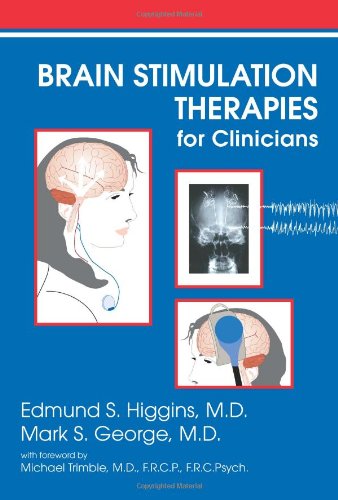 BRAIN STIMULATION
THERAPIES
for Clinicians
Edmund S. Higgins, M.D.
Mark S. George, M.D.
with foreword by
Michael Trimble, M.D., F.R.C.P., F.R.C.Psych.